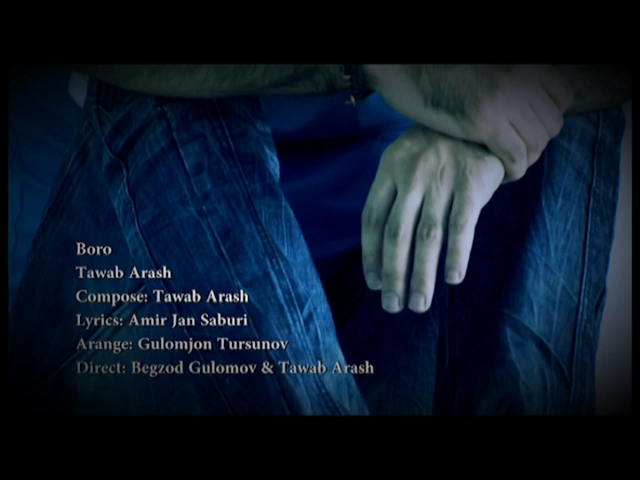 Boro
Tawab Arash
Compose: Tawab Arash
Lyrics: Amir Jan Saburi
Arange: Gulomjon Tursunov
Direct: Begzod Gulomov & Tawab Arash